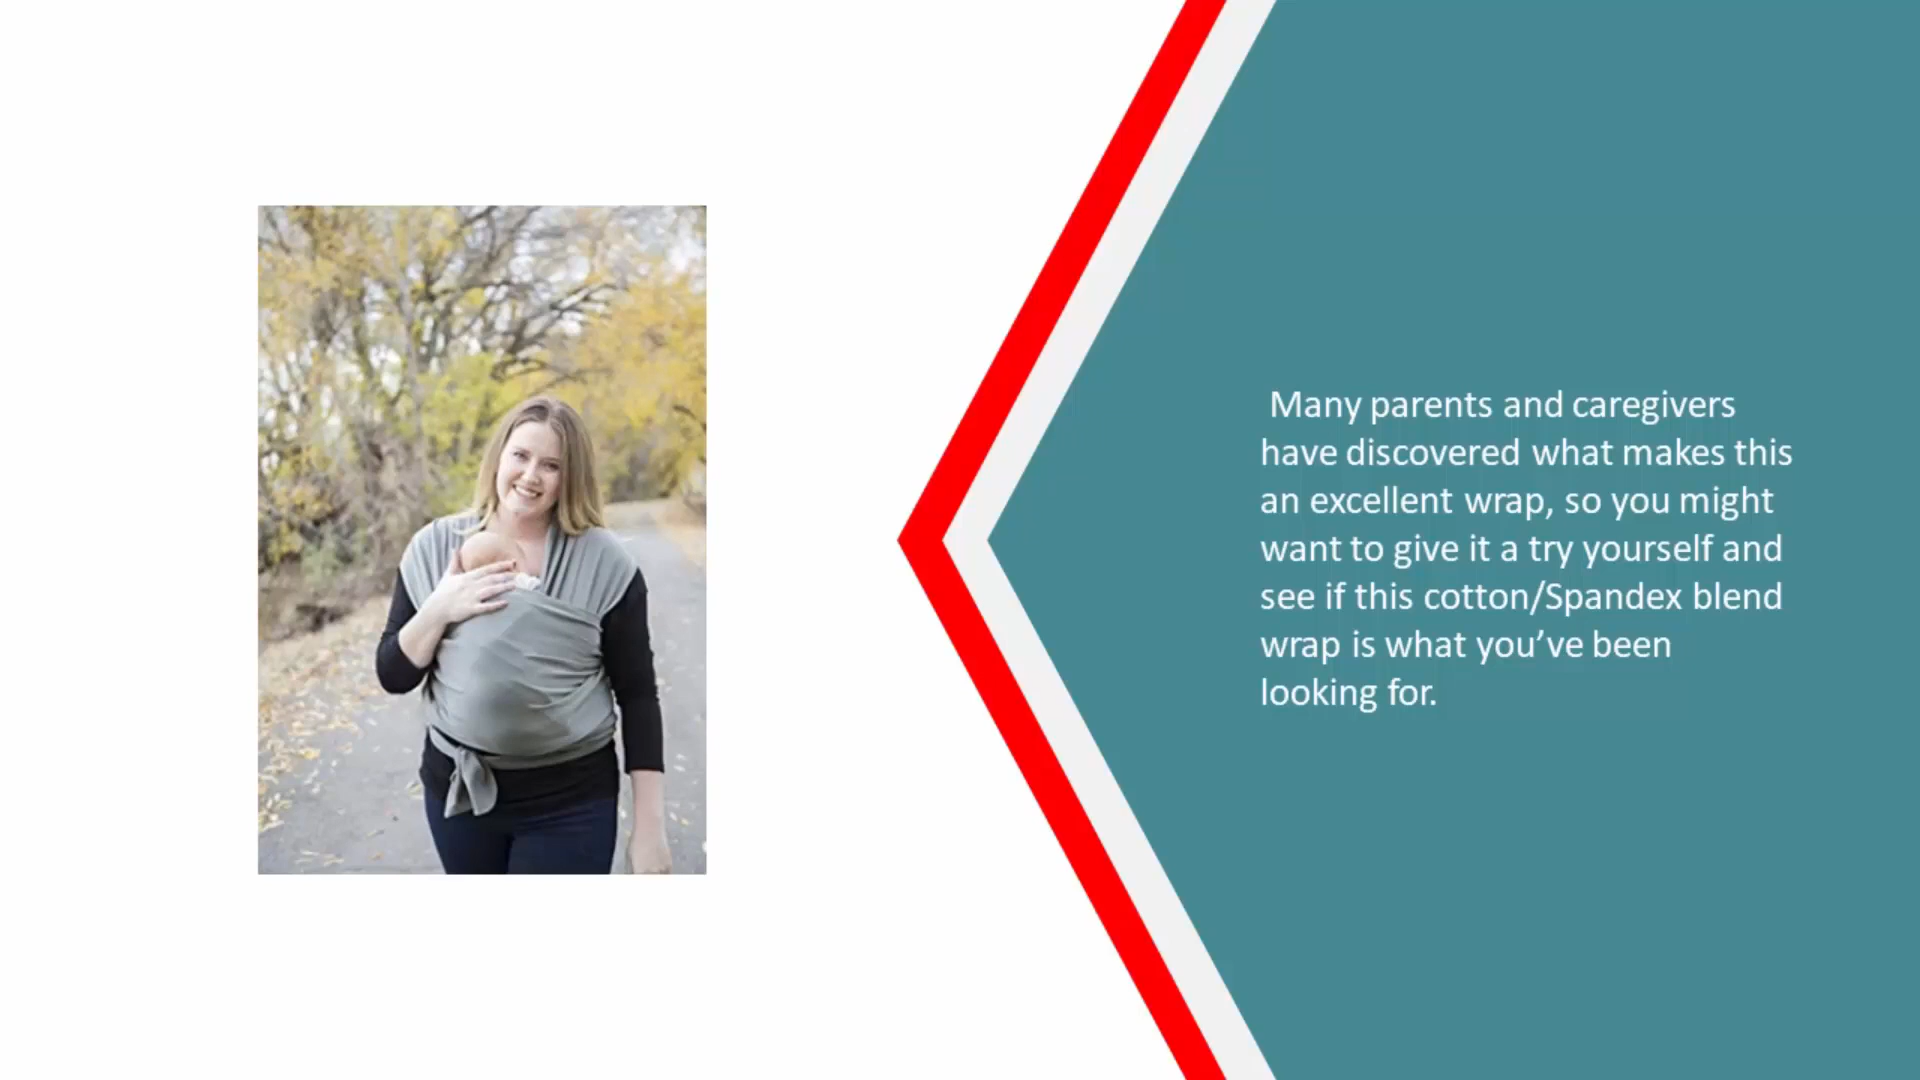 Many parents and caregivers
have discovered what makes this
an excellent wrap, so you might
want to give it a try yourself and
see if this cotton/Spandex blend
wrap is what you’ve been
looking for.